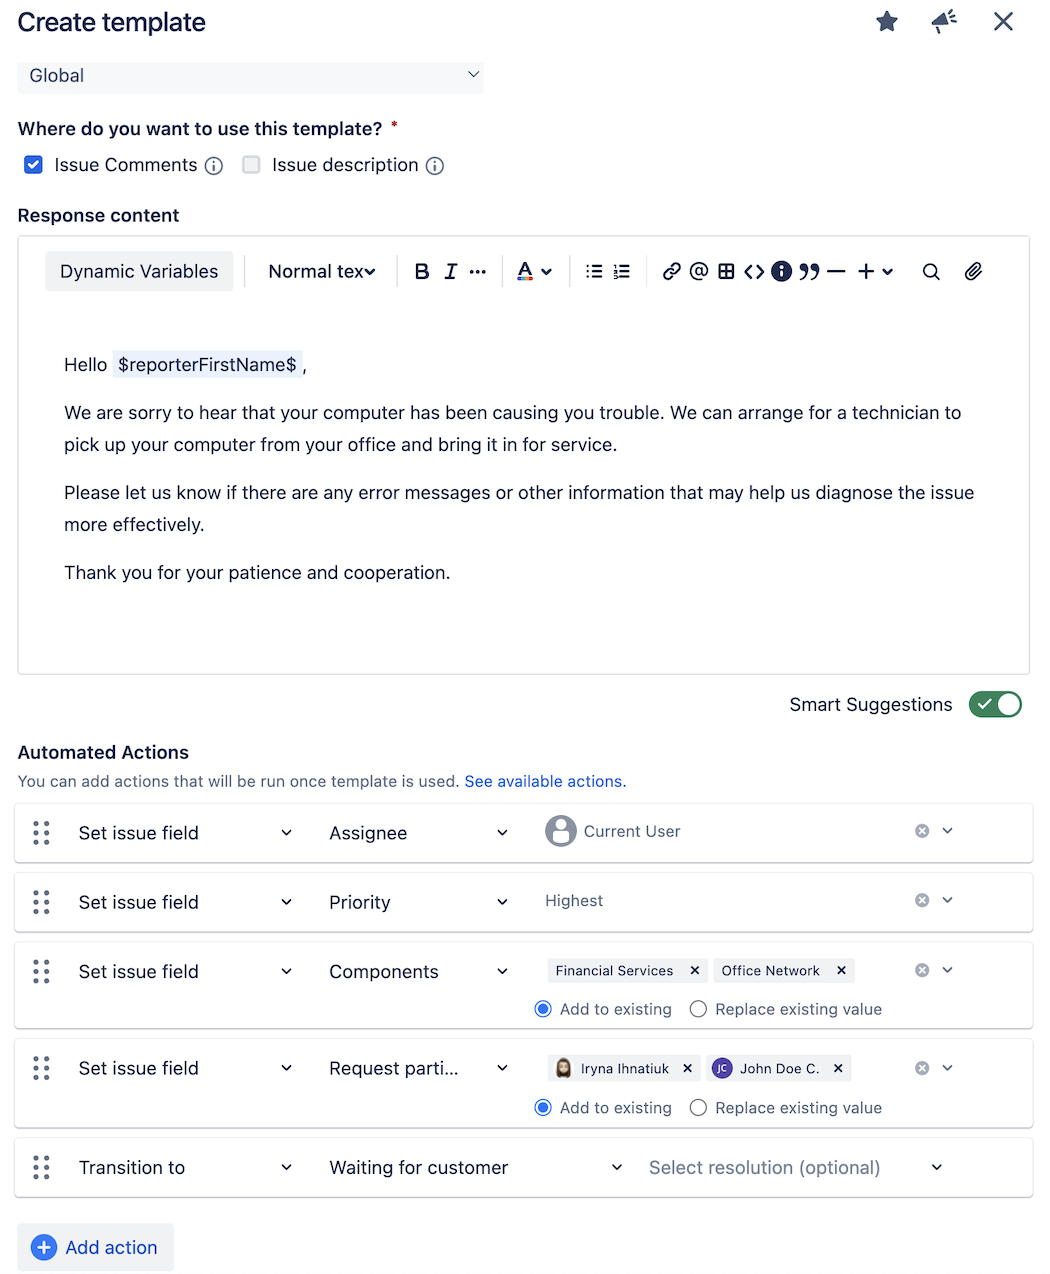 Create template
Global
Where do you want to use this template? *
Issue Comments Issue description
Response content
Dynamic Variables Normal tex B I ••• A
Hello $reporterFirstName$ ,
We are sorry to hear that your computer has been causing you trouble. We can arrange for a technician to
pick up your computer from your office and bring it in for service.
Please let us know if there are any error messages or other information that may help us diagnose the issue
more effectively.
Thank you for your patience and cooperation.
Smart Suggestions
Automated Actions
You can add actions that will be run once template is used. See available actions.
Set issue field Assignee Current User
Set issue field Priority Highest
Set issue field Components Financial Services Office Network
Add to existing Replace existing value
Set issue field Request parti... Iryna Ihnatiuk JC John Doe C.
Add to existing Replace existing value
Transition to Waiting for customer Select resolution (optional)
Add action